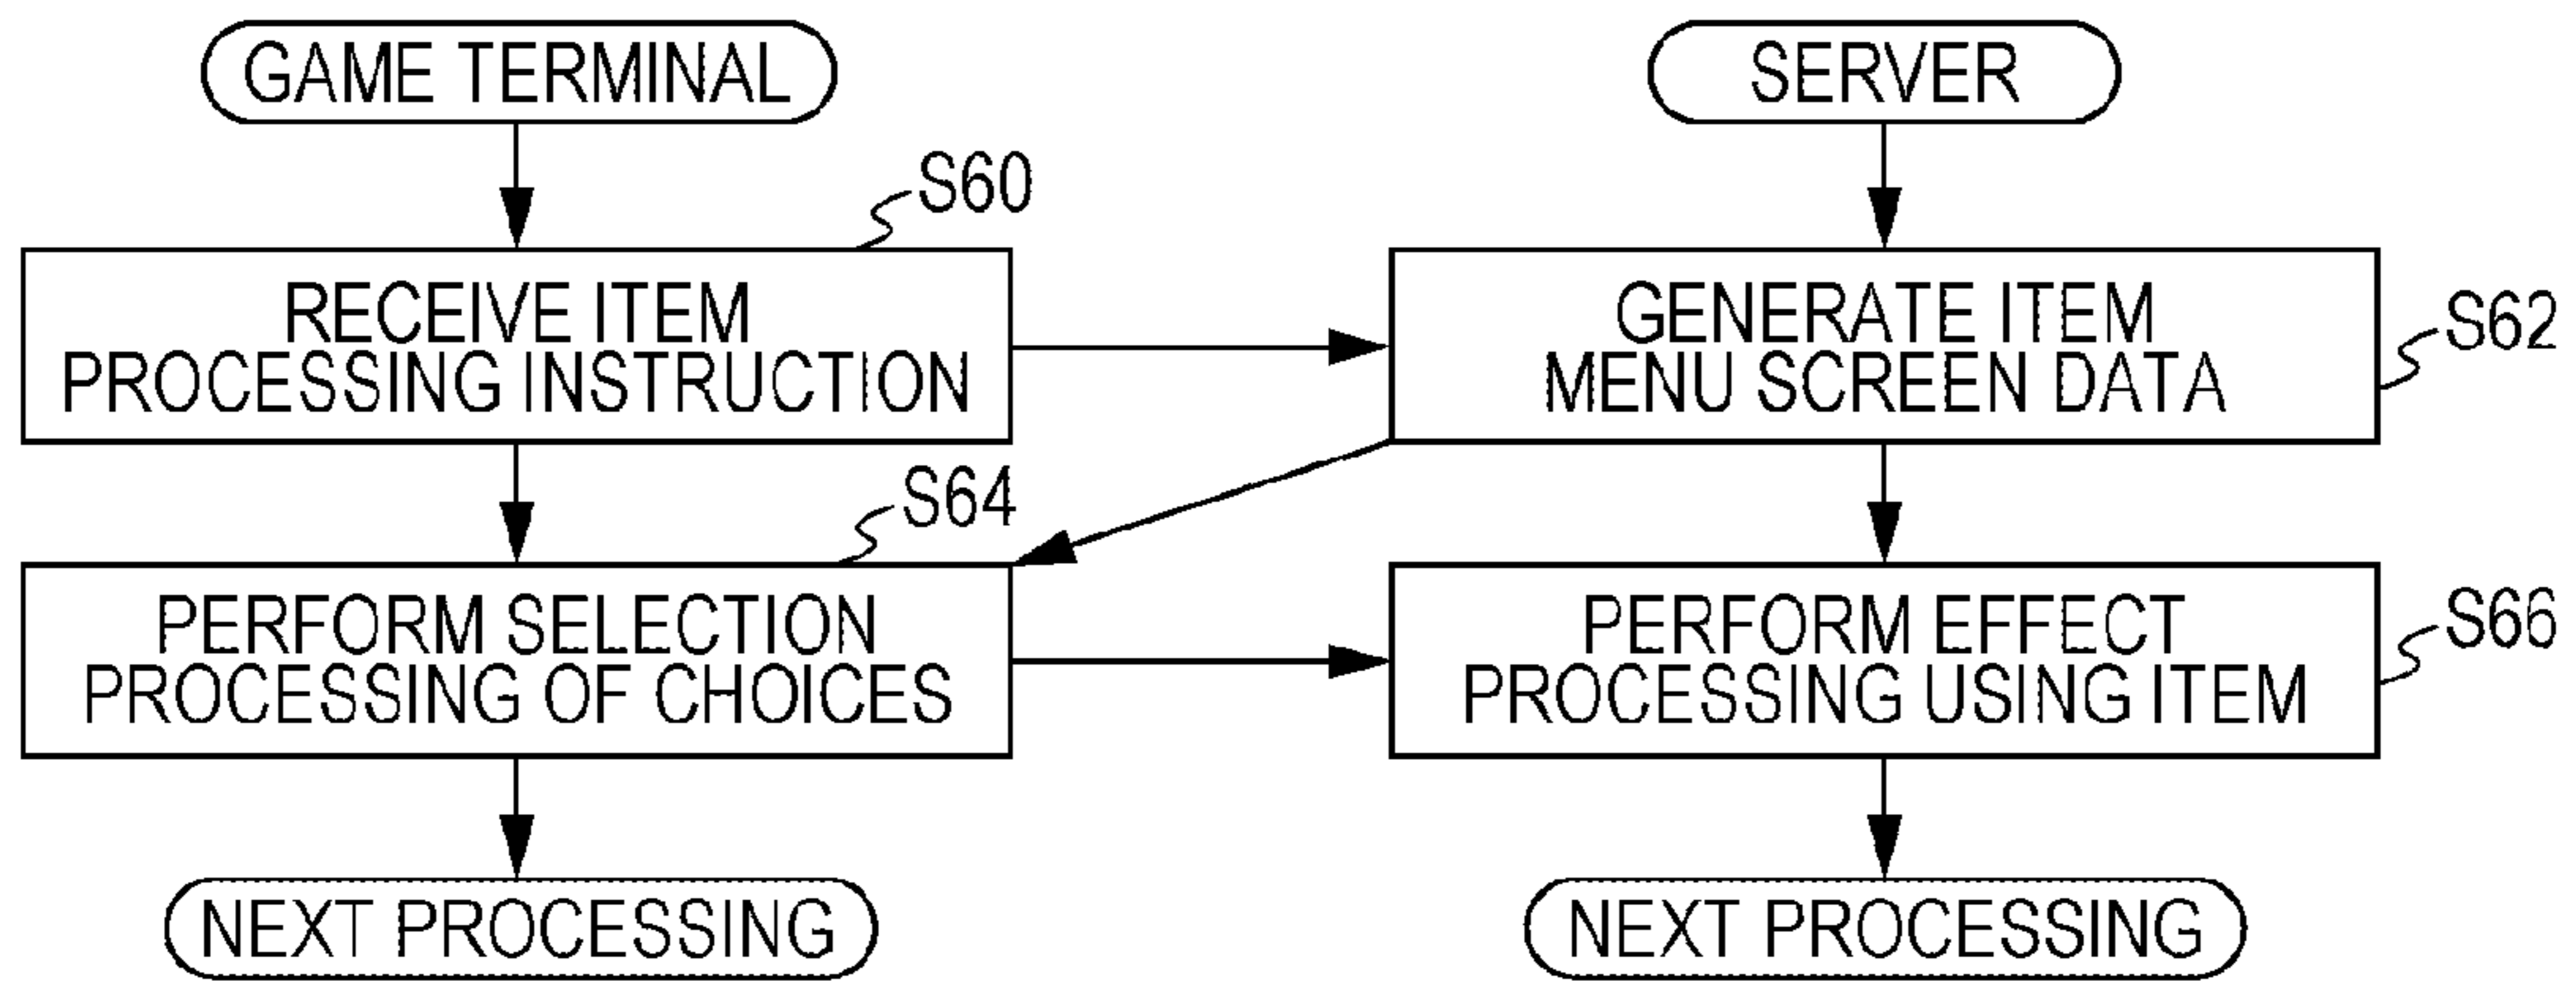 GAME TERMINAL
SERVER
S60
RECEIVE ITEM
PROCESSING INSTRUCTION
GENERATE ITEM
MENU SCREEN DATA
S62
S64
PERFORM SELECTION
PROCESSING OF CHOICES
PERFORM EFFECT
PROCESSING USING ITEM
S66
NEXT PROCESSING
NEXT PROCESSING